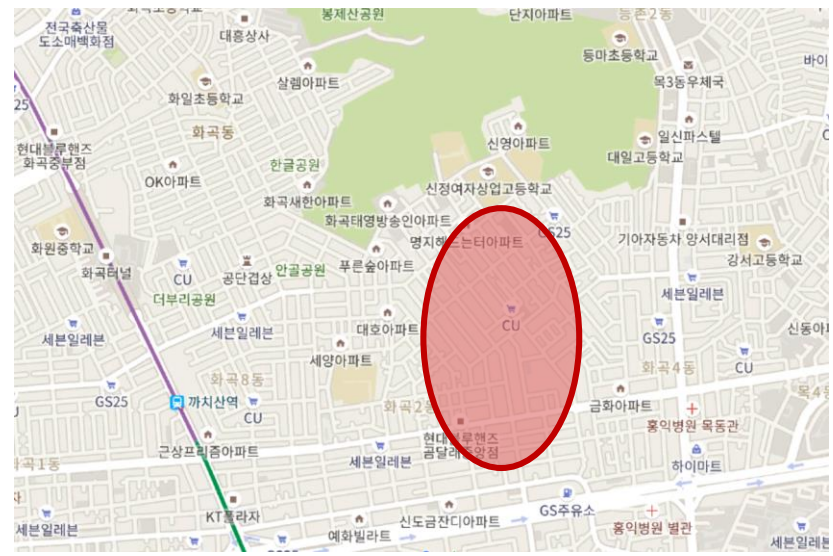 전국축산물
도소매백화점
대흥상사
봉제산공원
단지아파트
등촌2동
등마초등학교
목3동우체국
살렘아파트
화일초등학교
25
현대블루핸즈
화곡중부점
화곡동
한글공원
신영아파트
일신파스텔
대일고등학교
OK아파트
신정여자상업고등학교
화곡새한아파트
화곡태영방송인아파트
명지해드는터아파트
GS25
기아자동차 양서대리점
강서고등학교
화원중학교
화곡터널
CU
공단겹상
안골공원
푸른숲아파트
더부리공원
세븐일레븐
세븐일레븐
세븐일레븐
대호아파트
CU
GS25
세양아파트
화곡8동
화곡4동
CU
GS25
까치산역
CU
화곡2동
금화아파트
목4동
홍익병원 목동관
현대블루핸즈
곰달래중앙점
근상프리즘아파트
세븐일레븐
하이마트
화곡1동
KT플라자
신도금잔디아파트
GS주유소
세븐일레븐
예화빌라트
홍익병원 별관
세븐일레븐